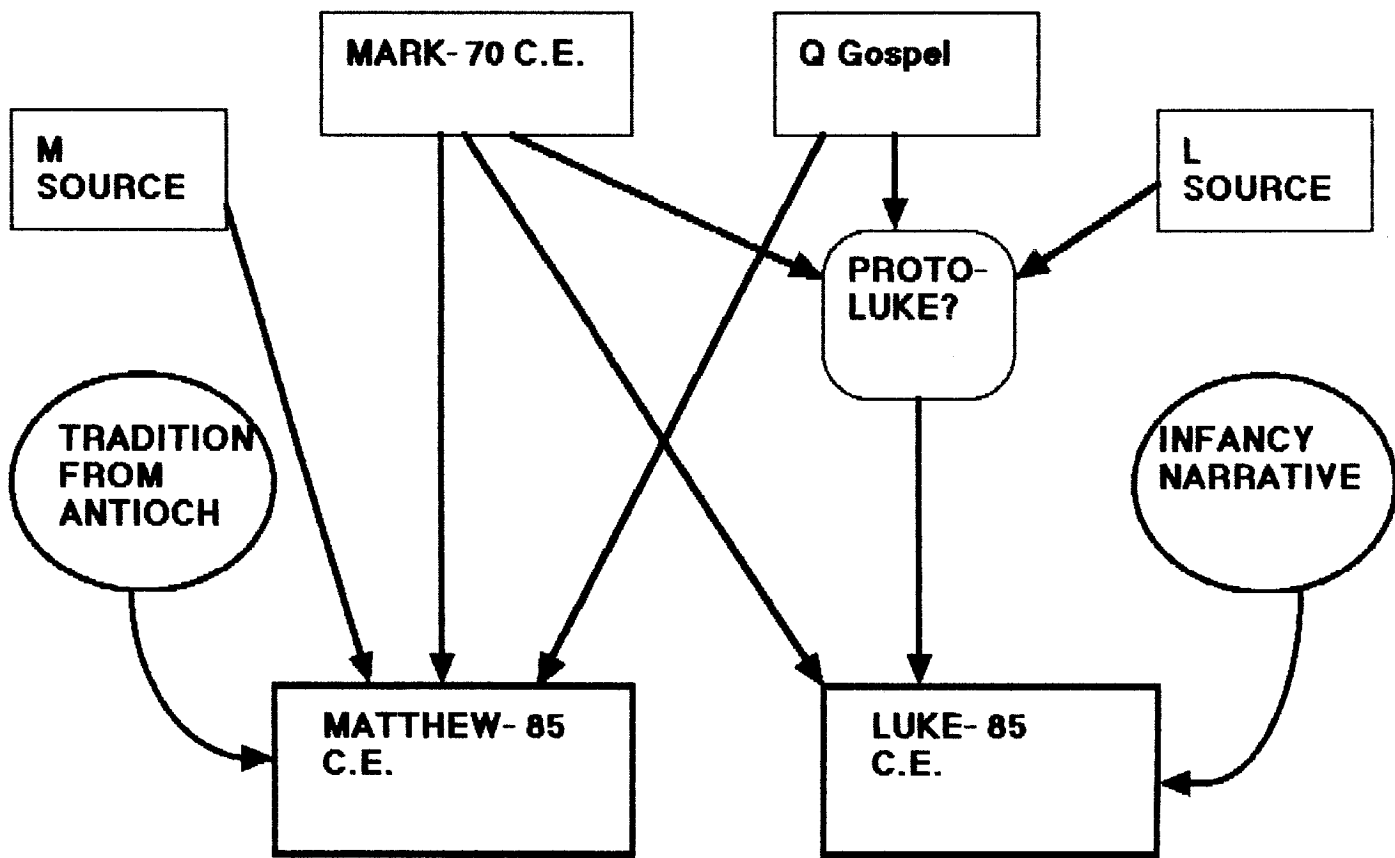 MARK- 70 C.E.
Q Gospel
M
SOURCE
L
SOURCE
PROTO-
LUKE?
TRADITION
FROM
ANTIOCH
INFANCY
NARRATIVE
MATTHEW- 85
C.E.
LUKE- 85
C.E.